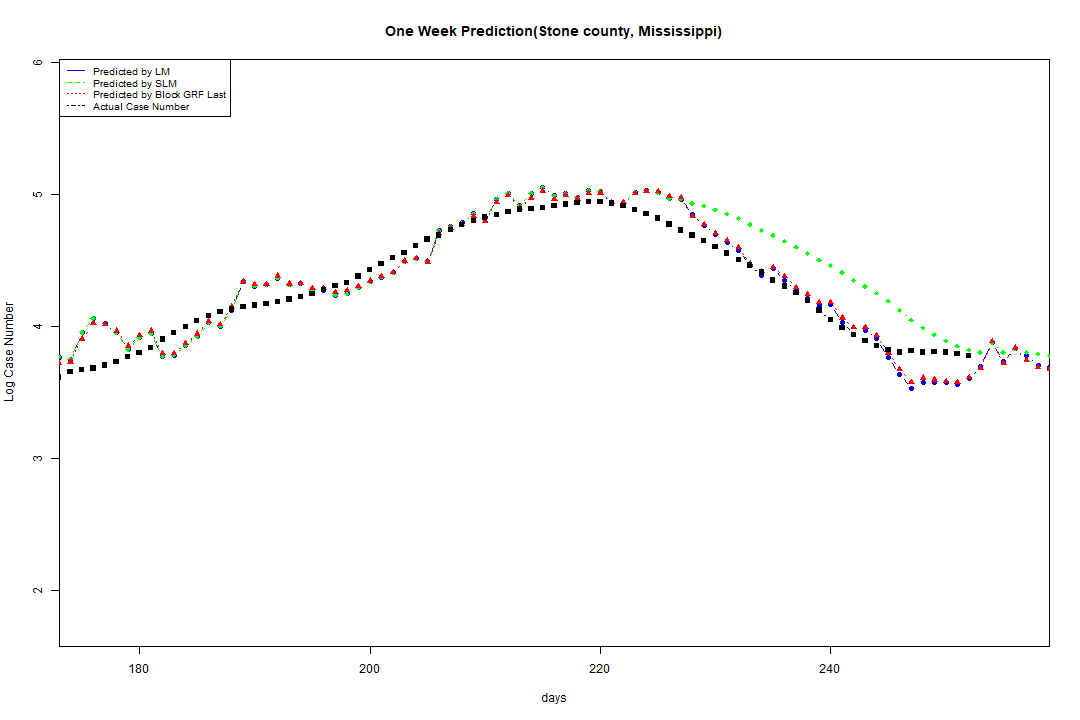 One Week Prediction(Stone county, Mississippi)
Predicted by LM
Predicted by SLM
Predicted by Block GRF Last
Actual Case Number
6
5
4
3
2
Log Case Number
180
200
220
240
days